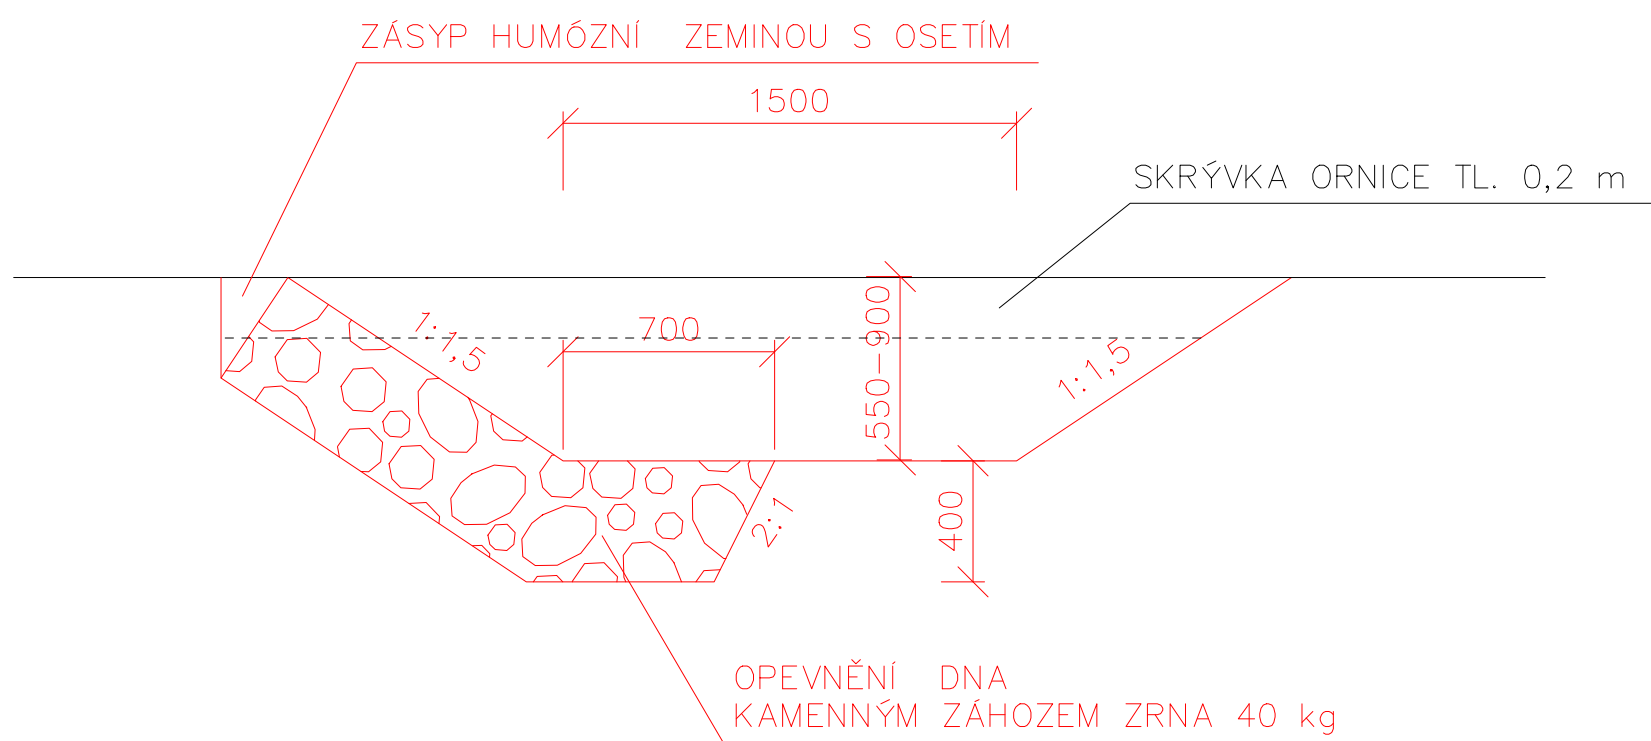 ZÁSYP HUMÓZNÍ ZEMINOU S OSETÍM
1500
SKRÝVKA ORNICE TL. 0,2 m
1:1,5
700
550-900
1:1,5
400
2:1
OPEVNĚNÍ DNA
KAMENNÝM ZÁHOZEM ZRNA 40 kg